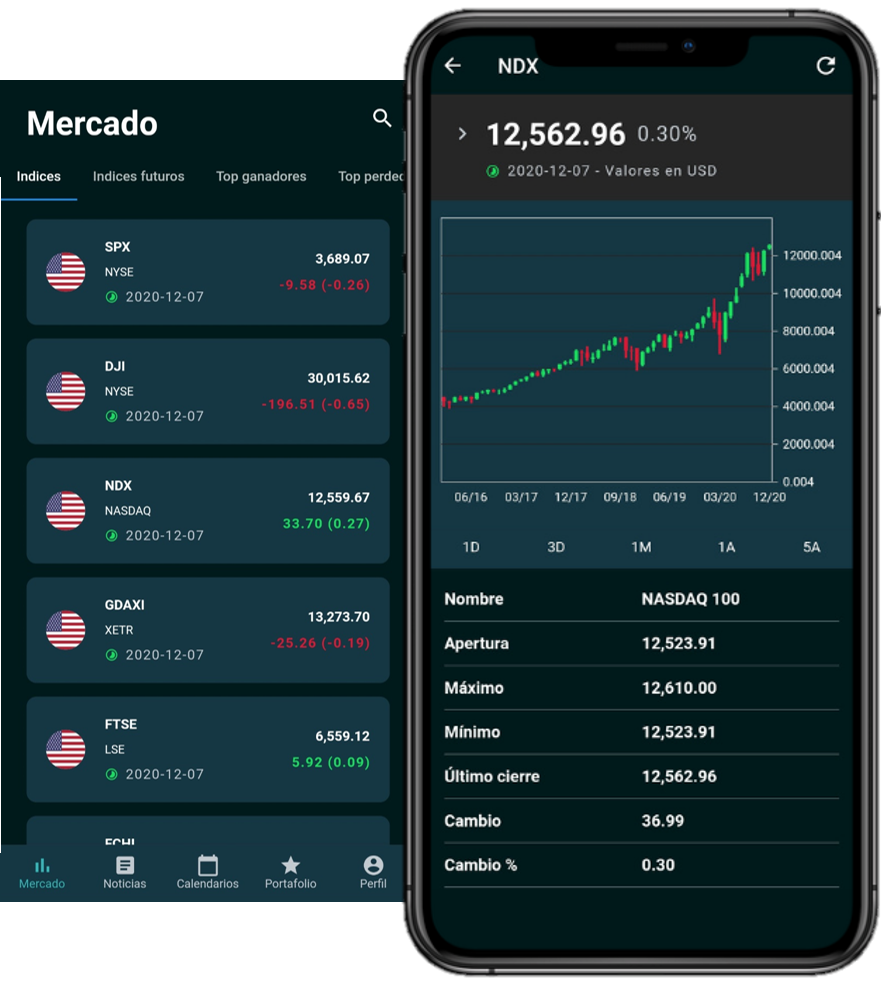 Mercado
Indices Indices futuros Top ganadores Top perdec
SPX
NYSE
2020-12-07
3,689.07
-9.58 (-0.26)
DJI
NYSE
2020-12-07
30,015.62
-196.51 (-0.65)
NDX
NASDAQ
2020-12-07
12,559.67
33.70 (0.27)
GDAXI
XETR
2020-12-07
13,273.70
-25.26 (-0.19)
FTSE
LSE
2020-12-07
6,559.12
5.92 (0.09)
FCHI
Mercado Noticias Calendarios Portafolio Perfil
NDX
12,562.96 0.30%
2020-12-07 - Valores en USD
12000.004
10000.004
8000.004
6000.004
4000.004
2000.004
0.004
06/16 03/17 12/17 09/18 06/19 03/20 12/20
1D 3D 1M 1A 5A
Nombre NASDAQ 100
Apertura 12,523.91
Máximo 12,610.00
Mínimo 12,523.91
Último cierre 12,562.96
Cambio 36.99
Cambio % 0.30